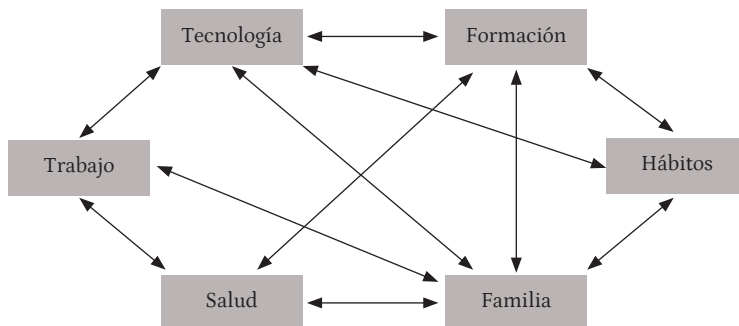 Tecnología
Formación
Trabajo
Hábitos
Salud
Familia